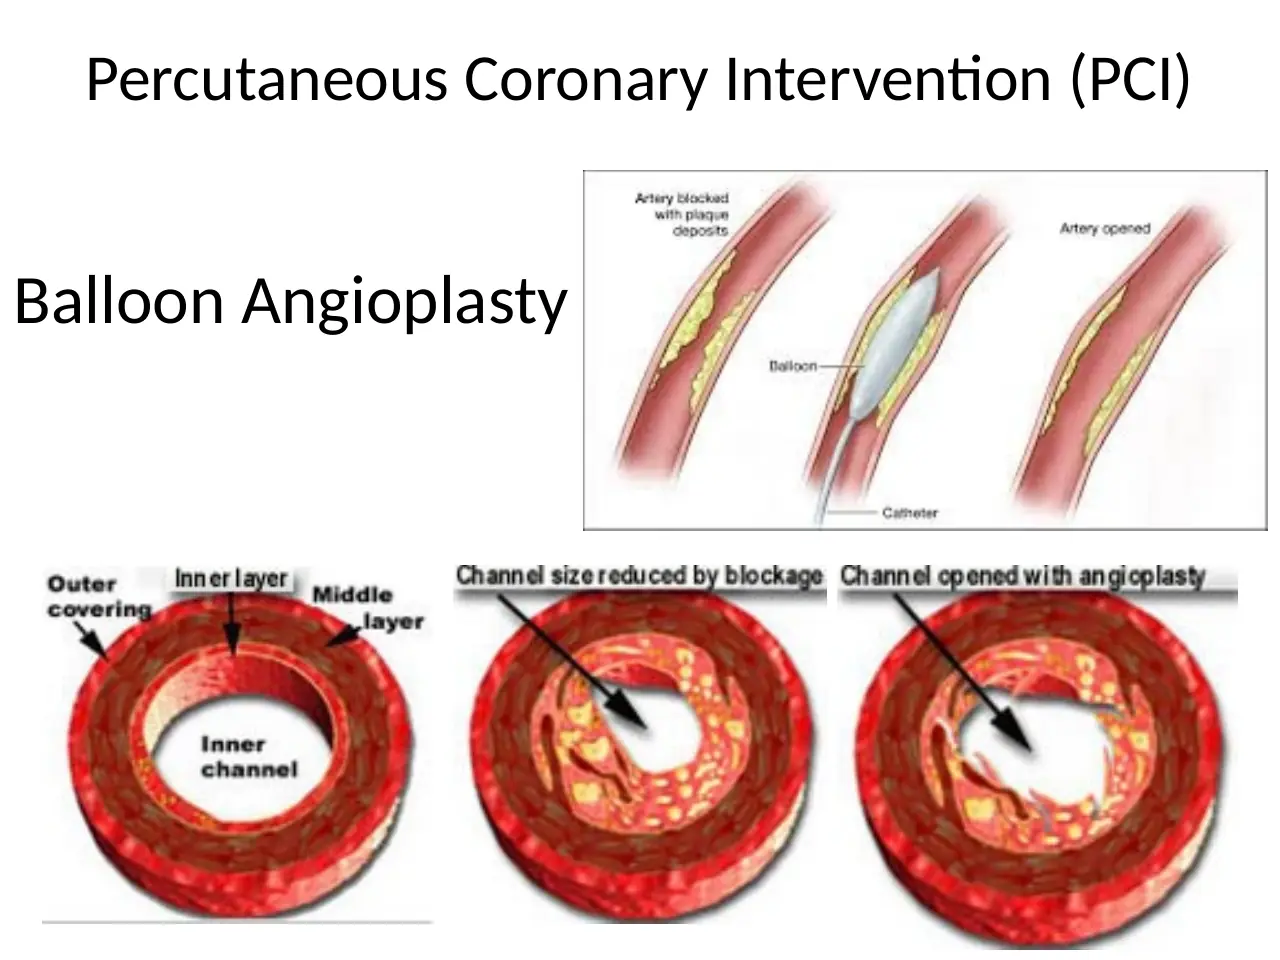 Percutaneous Coronary Intervention (PCI)
Balloon Angioplasty
Artery blocked
with plaque
deposits
Artery opened
Balloon
Catheter
Outer
covering
Inner layer
Middle
layer
Inner
channel
Channel size reduced by blockage
Channel opened with angioplasty